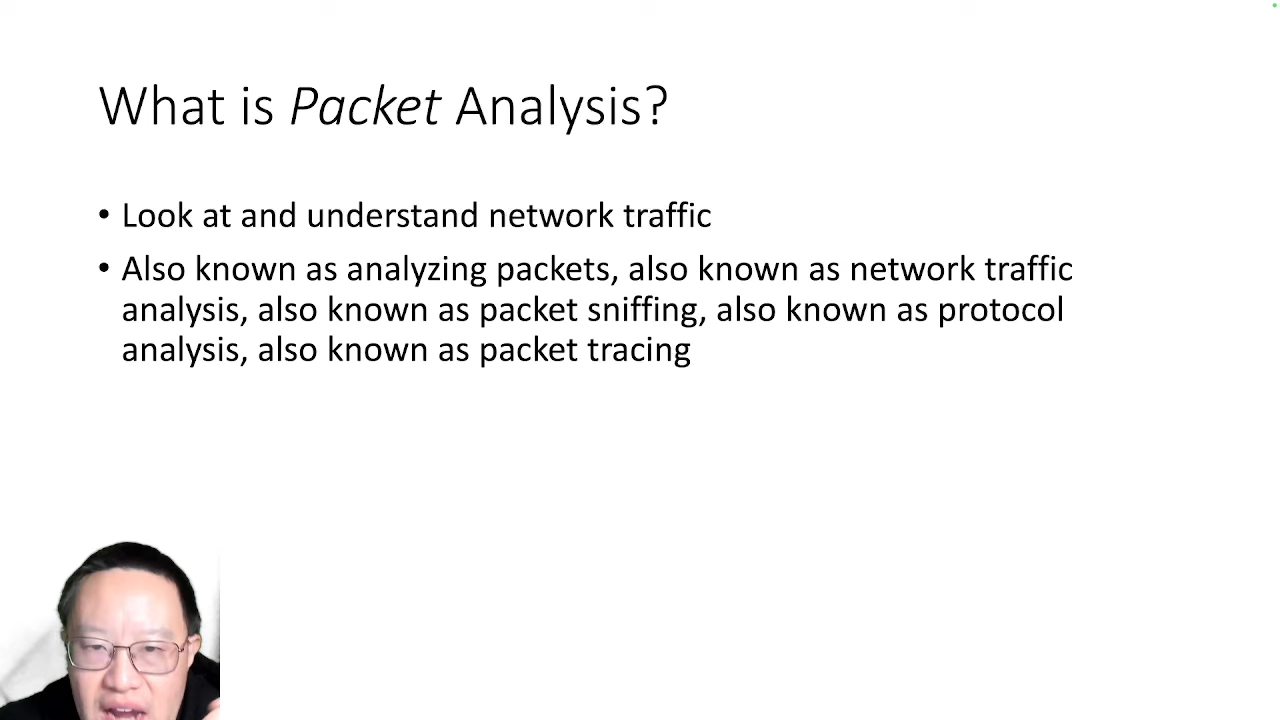 What is Packet Analysis?
• Look at and understand network traffic
• Also known as analyzing packets, also known as network traffic
analysis, also known as packet sniffing, also known as protocol
analysis, also known as packet tracing